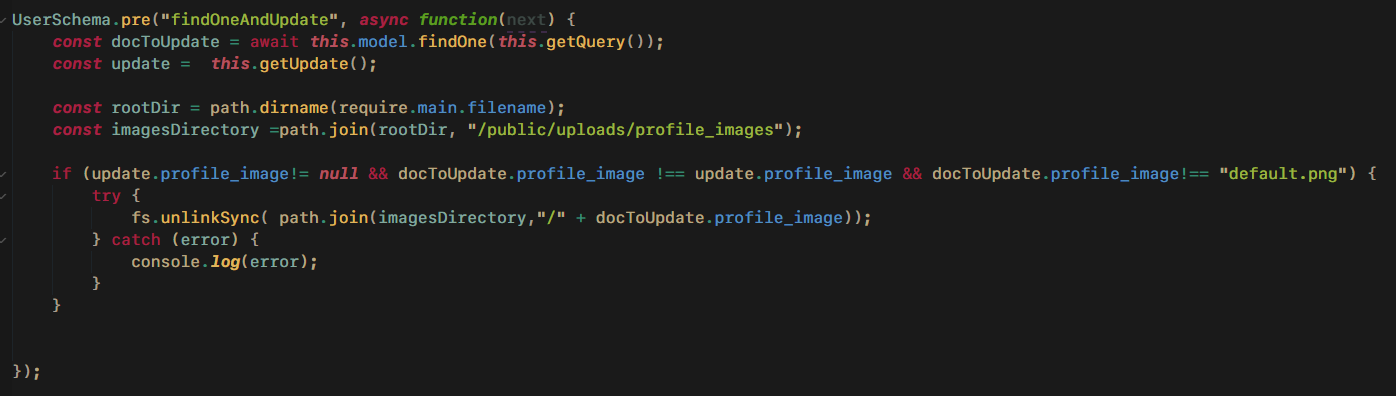 UserSchema.pre("findOneAndUpdate", async function(next) {
const docToUpdate = await this.model.findOne(this.getQuery());
const update =  this.getUpdate();
const rootDir = path.dirname(require.main.filename);
const imagesDirectory =path.join(rootDir, "/public/uploads/profile_images");
if (update.profile_image!= null && docToUpdate.profile_image !== update.profile_image && docToUpdate.profile_image!== "default.png") {
try {
fs.unlinkSync( path.join(imagesDirectory,"/" + docToUpdate.profile_image));
} catch (error) {
console.log(error);
}
}
});